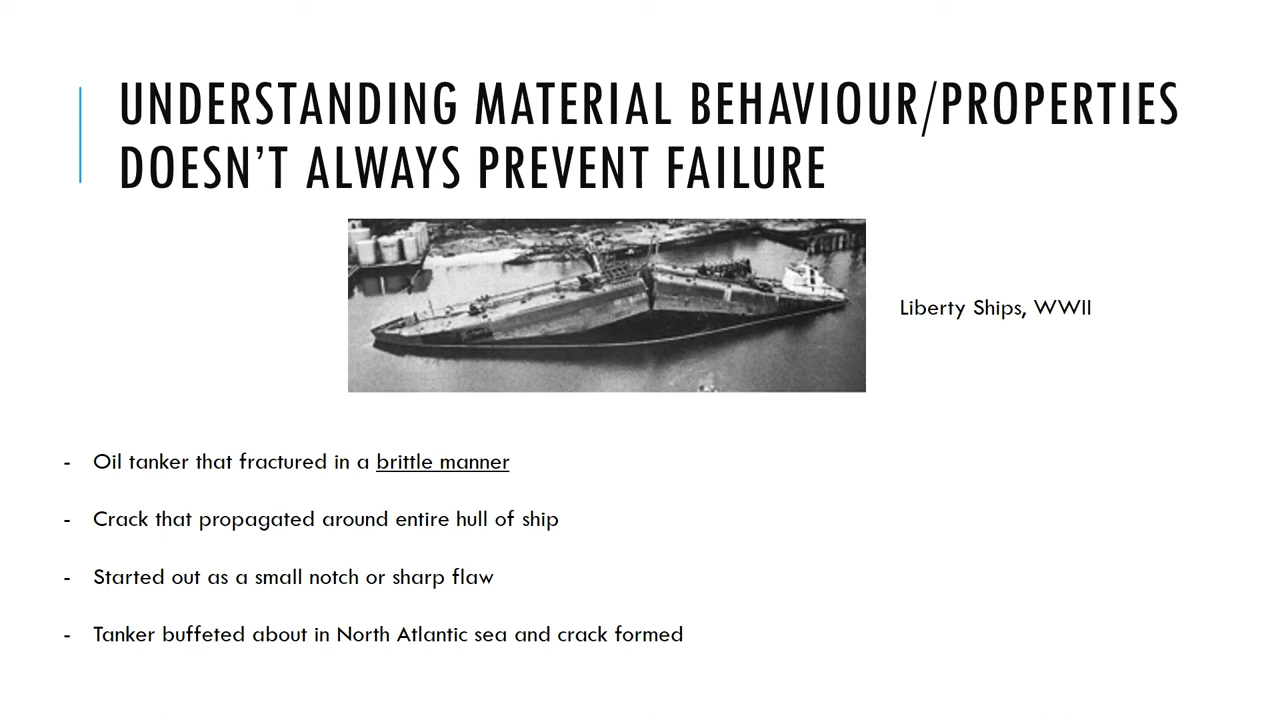 UNDERSTANDING MATERIAL BEHAVIOUR/PROPERTIES
DOESN'T ALWAYS PREVENT FAILURE
Liberty Ships, WWII
- Oil tanker that fractured in a brittle manner
- Crack that propagated around entire hull of ship
- Started out as a small notch or sharp flaw
- Tanker buffeted about in North Atlantic sea and crack formed